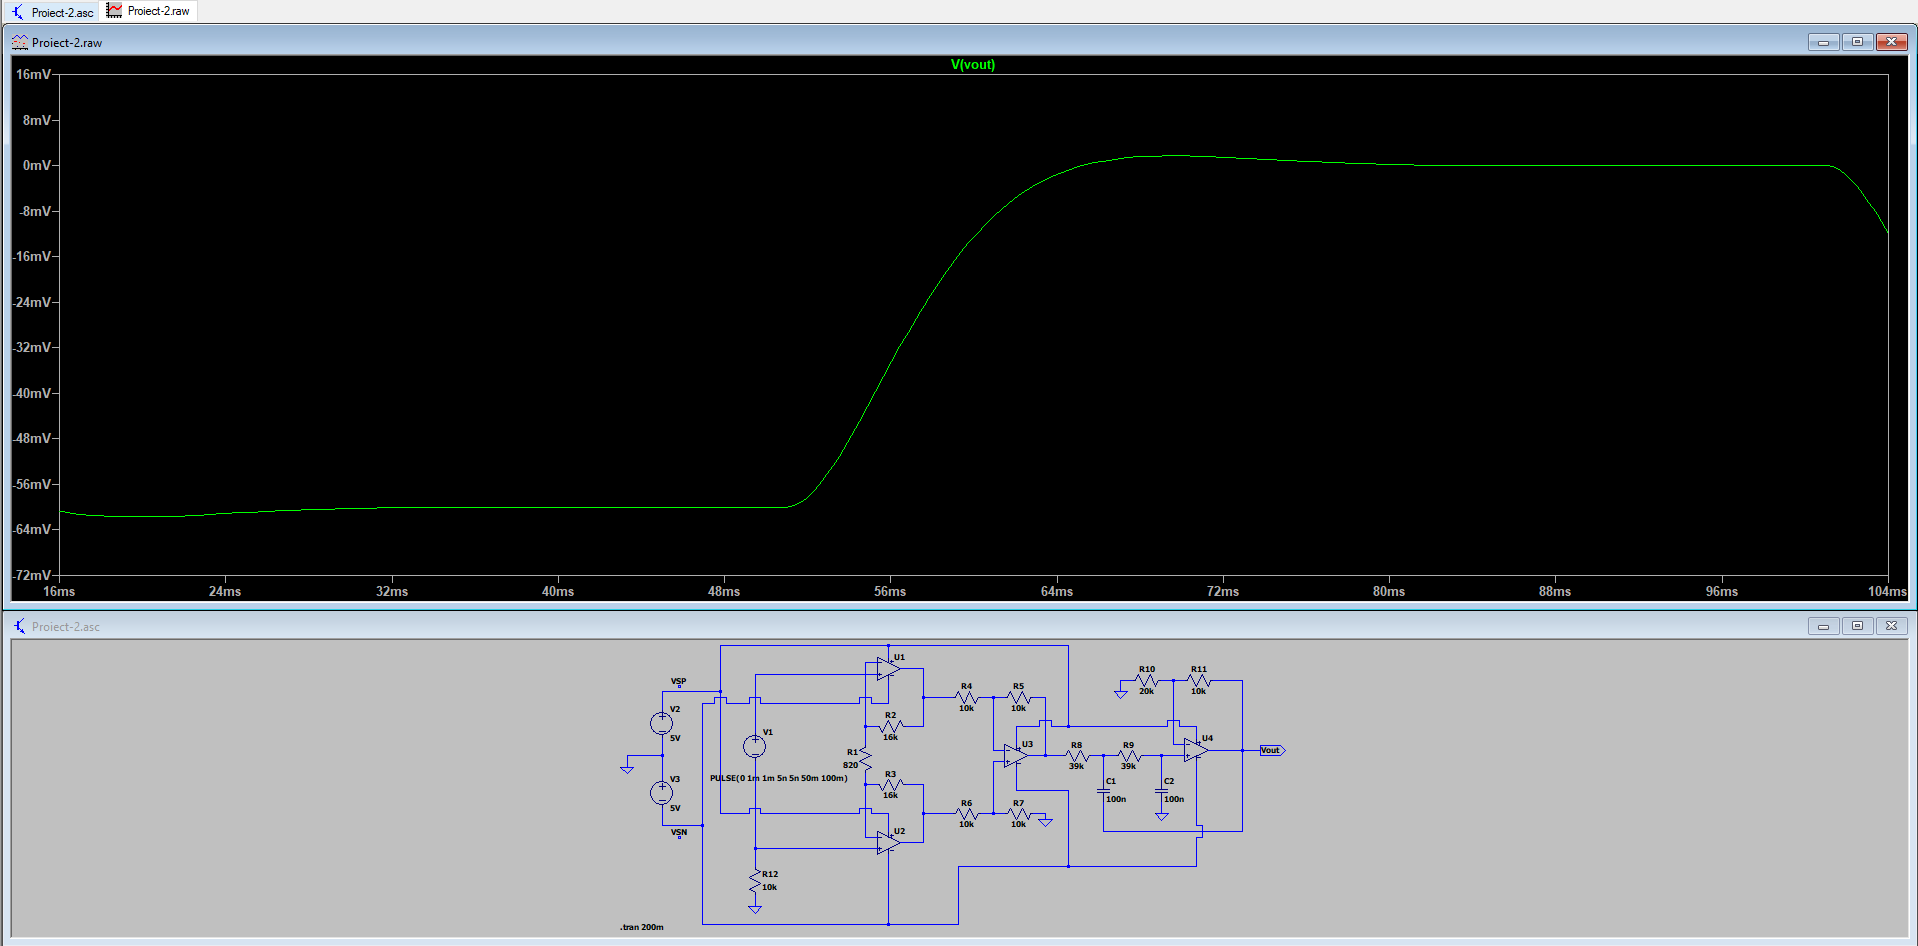 Proiect-2.asc
Proiect-2.raw
Proiect-2.raw
V(vout)
16mV
8mV
0mV
-8mV
-16mV
-24mV
-32mV
-40mV
-48mV
-56mV
-64mV
-72mV
16ms 24ms 32ms 40ms 48ms 56ms 64ms 72ms 80ms 88ms 96ms 104ms
Proiect-2.asc
VSP
V2
5V
V3
5V
VSN
V1
PULSE(0 1m 1m 5n 5n 50m 100m)
R12
10k
U1
R2
16k
R1
820
R3
16k
U2
R4
10k
R5
10k
U3
R6
10k
R7
10k
R8
39k
R9
39k
C1
100n
C2
100n
R10
20k
R11
10k
U4
Vout
.tran 200m